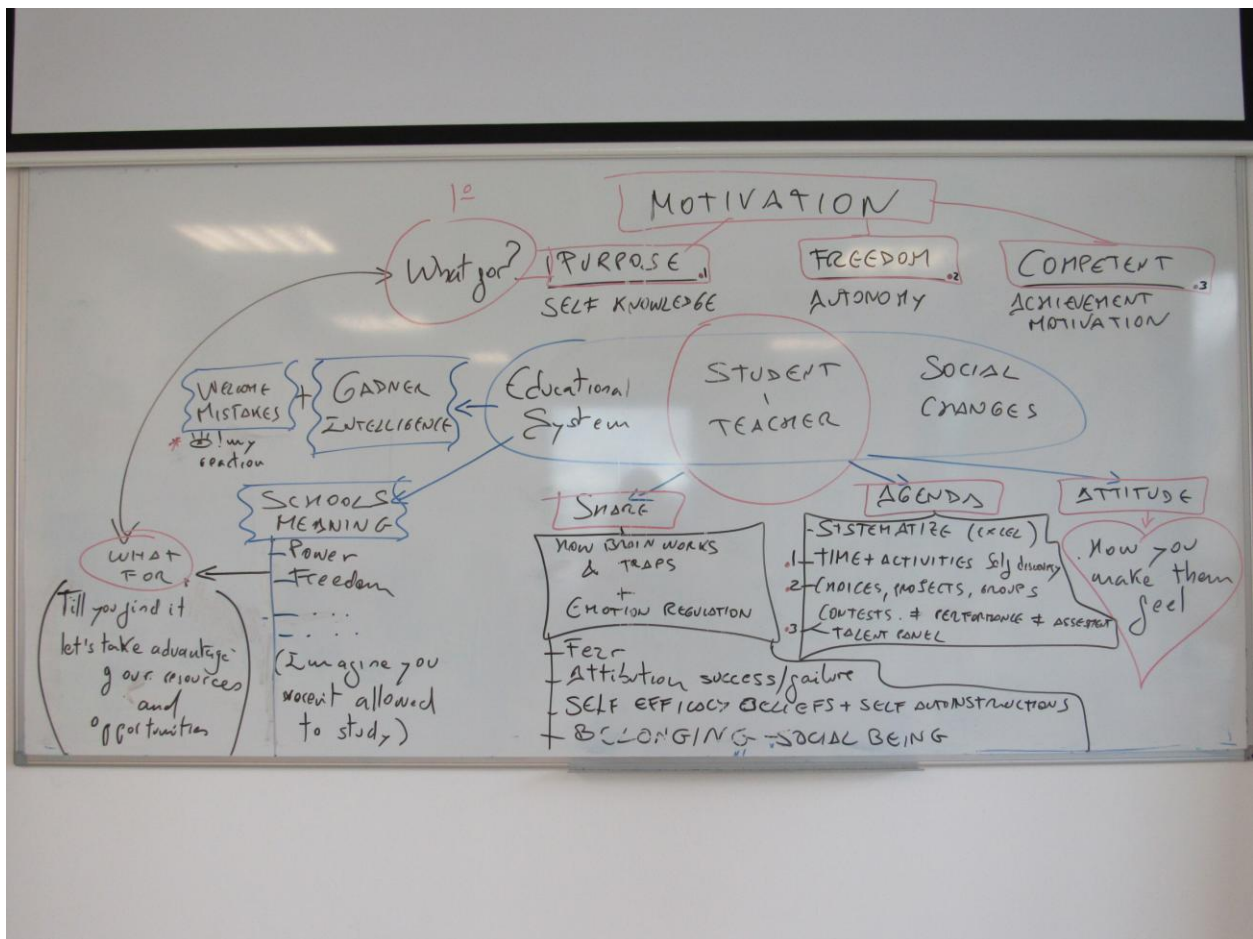 1º
MOTIVATION
What for?
PURPOSE .1
SELF KNOWLEDGE
FREEDOM .2
AUTONOMY
COMPETENT .3
ACHIEVEMENT
MOTIVATION
WELCOME
MISTAKES
+
GADNER
INTELLIGENCE
* ! my
reaction
Educational
System
STUDENT
TEACHER
SOCIAL
CHANGES
SCHOOLS
MEANING
- Power
- Freedom
- . . . .
- . . . .
(Imagine you
weren't allowed
to study)
WHAT
FOR
Till you find it
let's take advantage
of our resources
and
opportunities
SHARE
HOW BRAIN WORKS
& TRAPS
+
EMOTION REGULATION
- Fear
- Attribution success/failure
- SELF EFFICACY BELIEFS + SELF AUTOINSTRUCTIONS
- BELONGING - SOCIAL BEING
AGENDA
- SISTEMATIZE (EXCEL)
.1 - TIME + ACTIVITIES Self discovery
.2 - CHOICES, PROJECTS, GROUPS
CONTESTS. & PERFORMANCE &
.3 TALENT PANEL
ATTITUDE
. How you
make them
feel